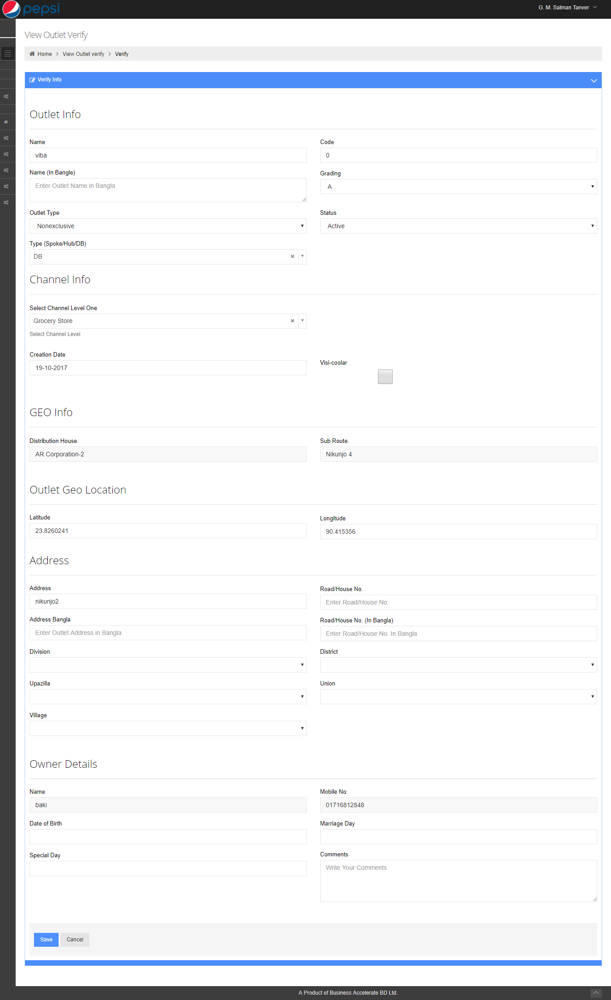 pepsi
G. M. Salman Tanver
View Outlet Verify
Home > View Outlet verify > Verify
Verify Info
Outlet Info
Name
Code
viba
0
Name (In Bangle)
Grading
Enter Outlet Name in Bangla
A
Outlet Type
Status
Nonexclusive
Active
Type (Spoke/Hub/DB)
DB
Channel Info
Select Channel Level One
Grocery Store
Select Channel Level
Creation Date
19-10-2017
Visi-coolar
GEO Info
Distribution House:
Sub Route:
AR Corporation-2
Nikunjo 4
Outlet Geo Location
Latitude
Longitude
23.8260241
90.415356
Address
Address
Road/House No.
nikunjo2
Enter Road/House No.
Address Bangla
Road/House No. (In Bangla)
Enter Outlet Address in Bangla
Enter Road/House No. In Bangla
Division
District
Upazilla
Union
Village
Owner Details
Name
Mobile No:
baki
01716812848
Date of Birth
Marriage Day
Special Day
Comments
Write Your Comments
Save
Cancel
A Product of Business Accelerate BD Ltd.